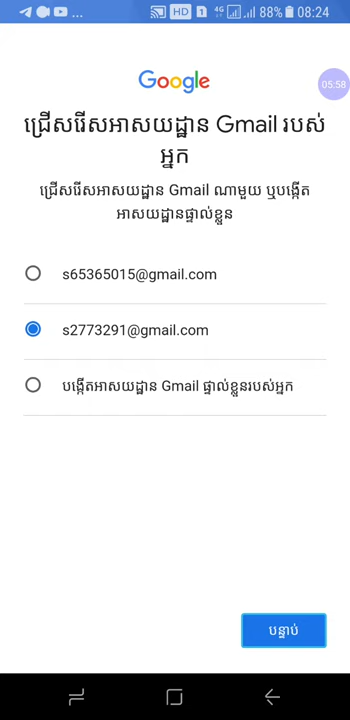 ... HD 1 4G 88% 08:24
Google
05:58
ជ្រើសរើសអាសយដ្ឋាន Gmail របស់
អ្នក
ជ្រើសរើសអាសយដ្ឋាន Gmail ណាមួយ ឬបង្កើត
អាសយដ្ឋានផ្ទាល់ខ្លួន
s65365015@gmail.com
s2773291@gmail.com
បង្កើតអាសយដ្ឋាន Gmail ផ្ទាល់ខ្លួនរបស់អ្នក
បន្ទាប់